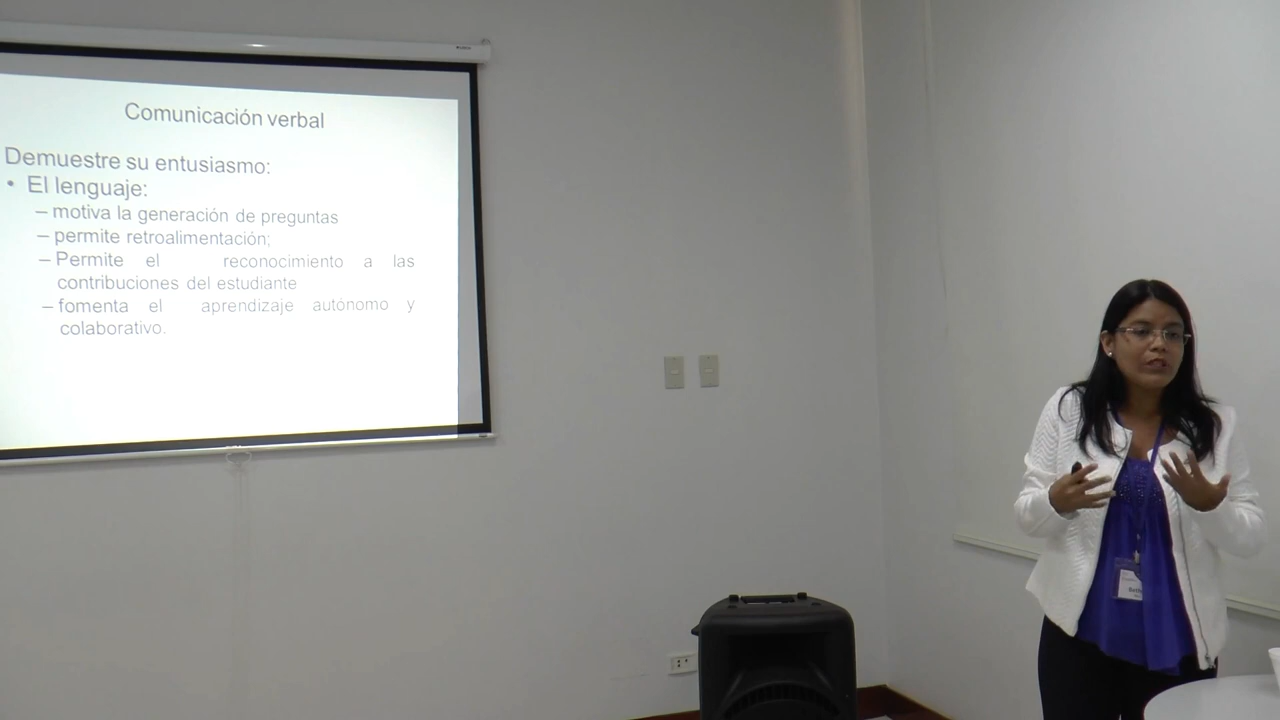 Comunicación verbal
Demuestre su entusiasmo:
• El lenguaje:
– motiva la generación de preguntas
– permite retroalimentación;
– Permite el reconocimiento a las
contribuciones del estudiante
– fomenta el aprendizaje autónomo y
colaborativo.